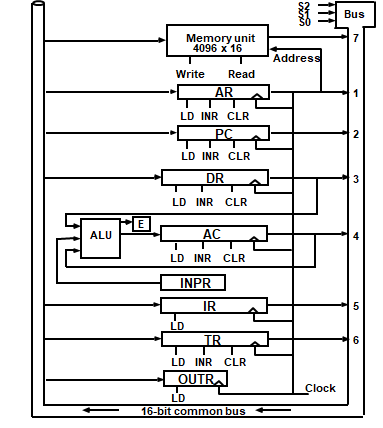 S2
S1
S0
Bus
Memory unit
4096 x 16
7
Address
Write Read
AR
1
LD INR CLR
PC
2
LD INR CLR
DR
3
LD INR CLR
E
ALU
AC
4
LD INR CLR
INPR
IR
5
LD
TR
6
LD INR CLR
OUTR
Clock
LD
16-bit common bus